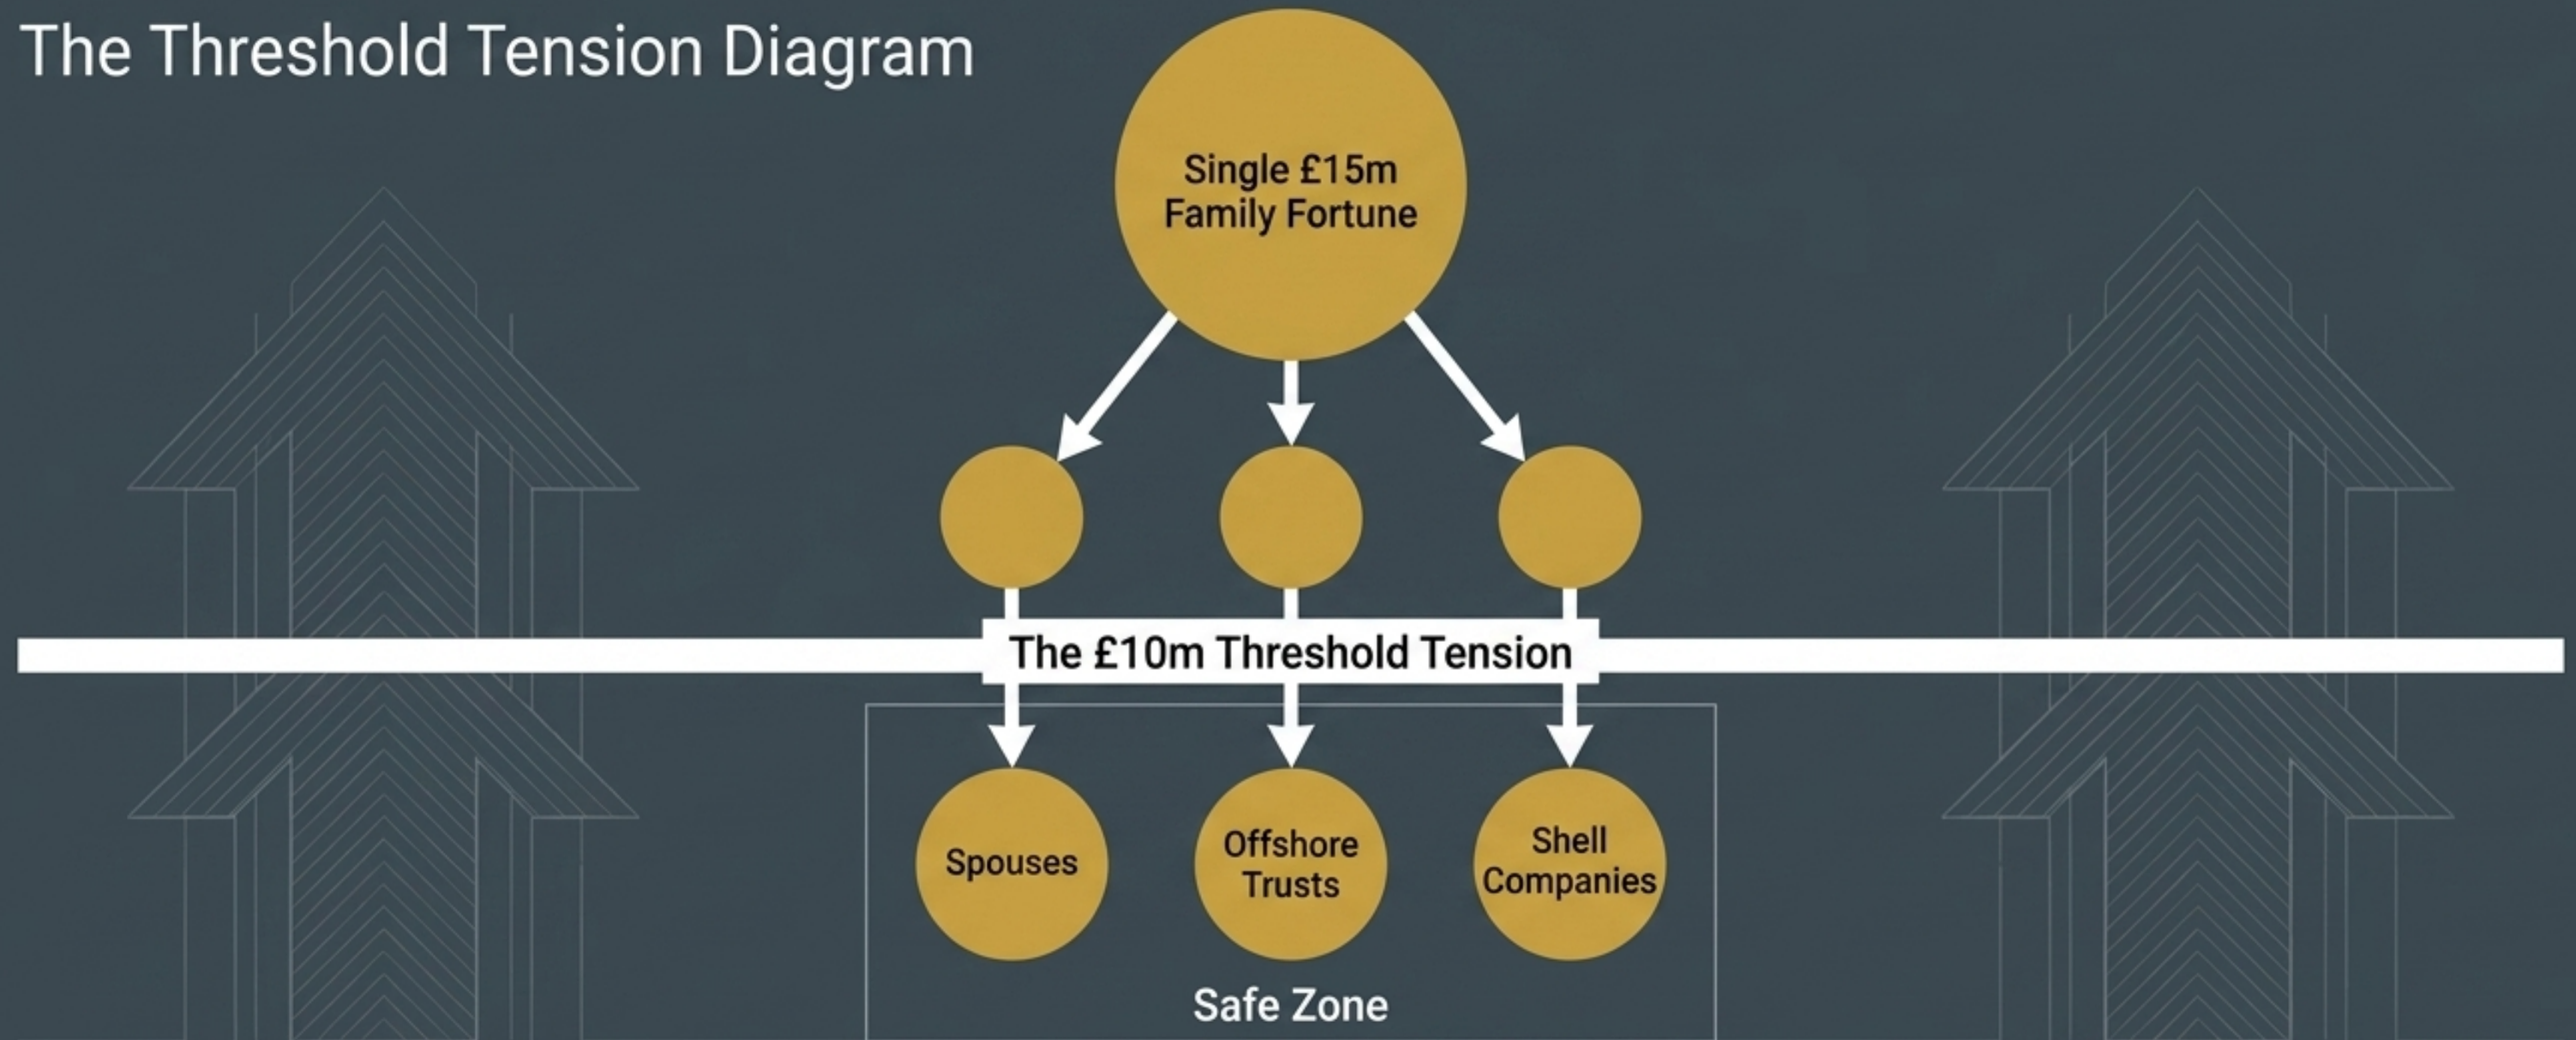 The Threshold Tension Diagram
Single £15m
Family Fortune
The £10m Threshold Tension
Spouses
Offshore
Trusts
Shell
Companies
Safe Zone